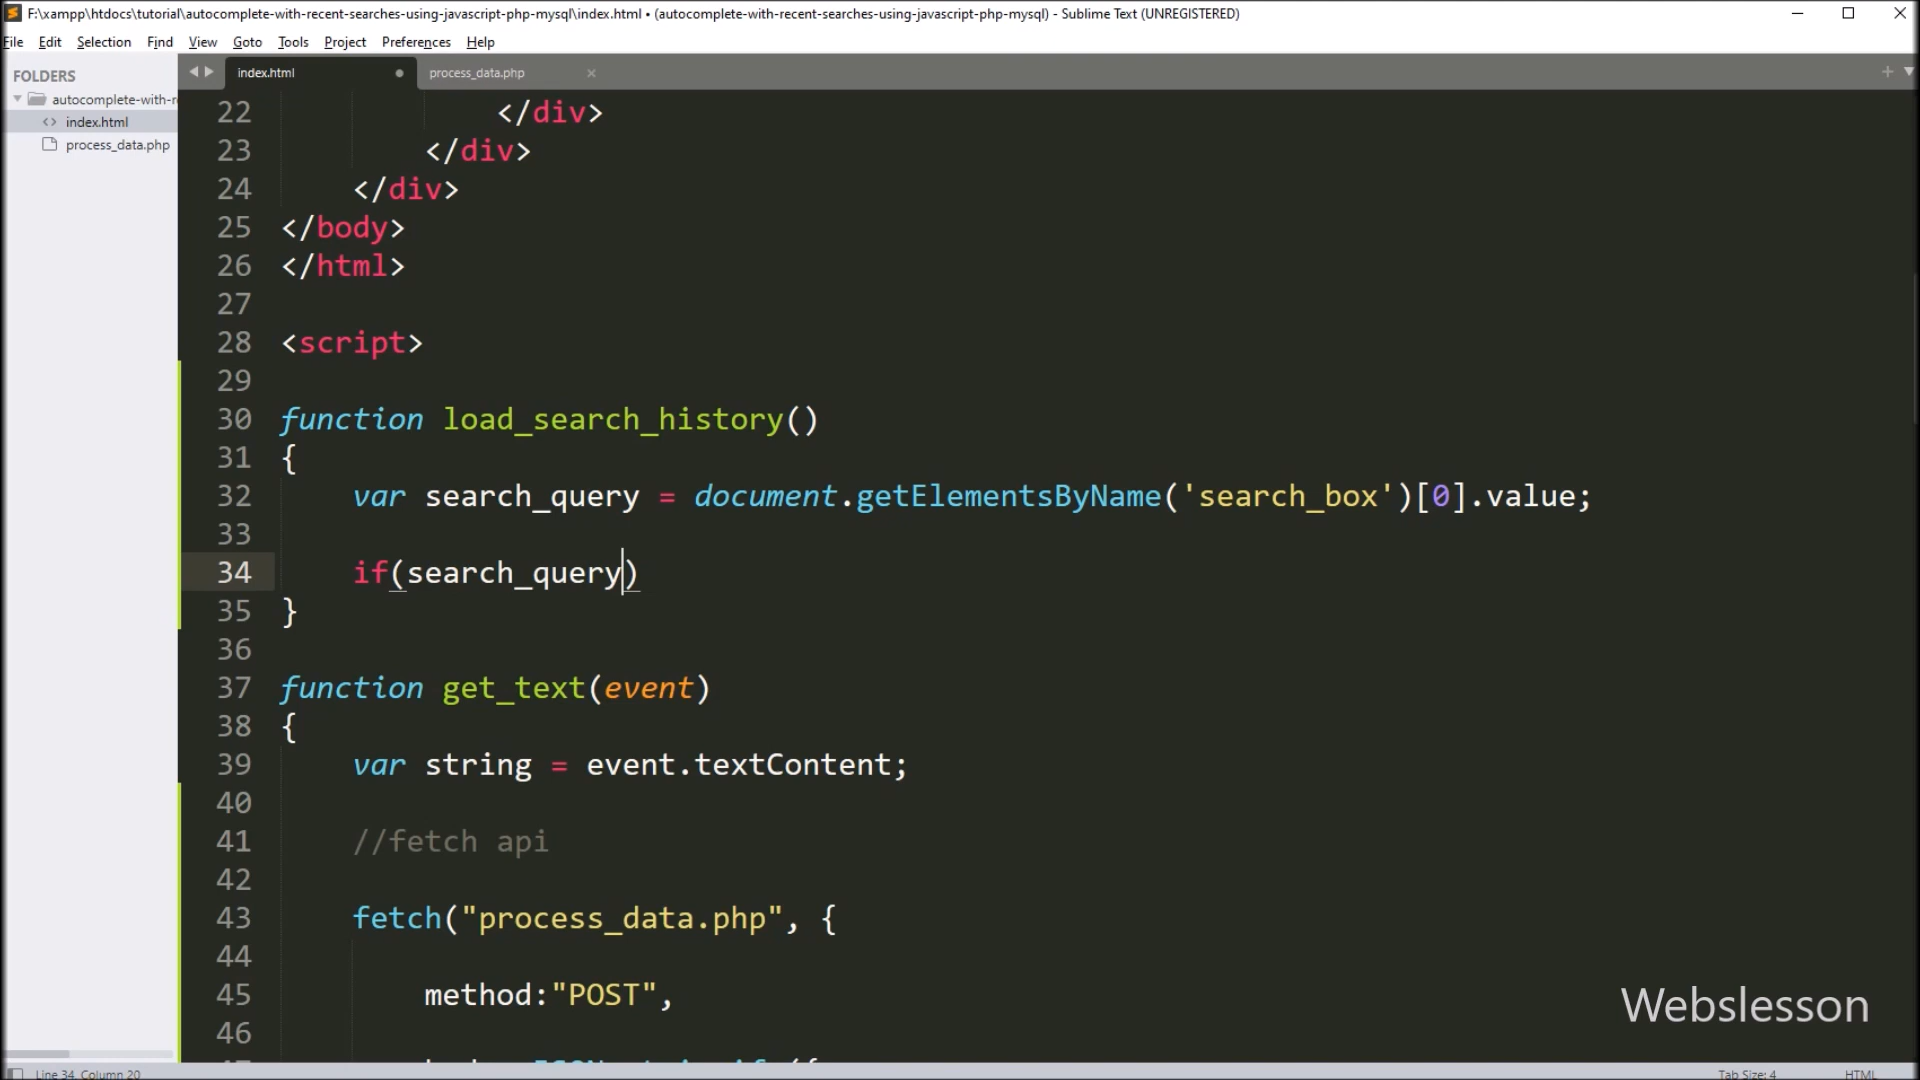 F:\xampp\htdocs\tutorial\autocomplete-with-recent-searches-using-javascript-php-mysql\index.html • (autocomplete-with-recent-searches-using-javascript-php-mysql) - Sublime Text (UNREGISTERED)
File Edit Selection Find View Goto Tools Project Preferences Help
FOLDERS
autocomplete-with-r
index.html
process_data.php
index.html process_data.php
22 </div>
23 </div>
24 </div>
25 </body>
26 </html>
27
28 <script>
29
30 function load_search_history()
31 {
32 var search_query = document.getElementsByName('search_box')[0].value;
33
34 if(search_query)
35 }
36
37 function get_text(event)
38 {
39 var string = event.textContent;
40
41 //fetch api
42
43 fetch("process_data.php", {
44
45 method:"POST",
46
Webslesson
Line 34, Column 20 Tab Size: 4 HTML